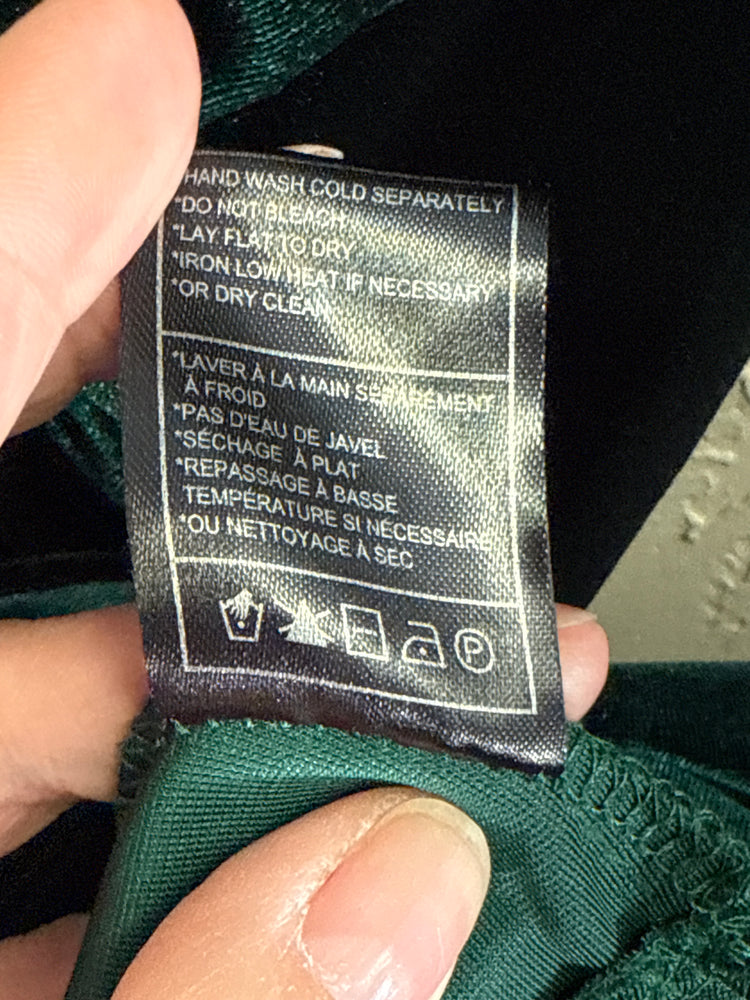 *HAND WASH COLD SEPARATELY
*DO NOT BLEACH
*LAY FLAT TO DRY
*IRON LOW HEAT IF NECESSARY
*OR DRY CLEAN
*LAVER À LA MAIN SÉPARÉMENT
À FROID
*PAS D'EAU DE JAVEL
*SÉCHAGE À PLAT
*REPASSAGE À BASSE
TEMPÉRATURE SI NÉCESSAIRE
*OU NETTOYAGE À SEC
P